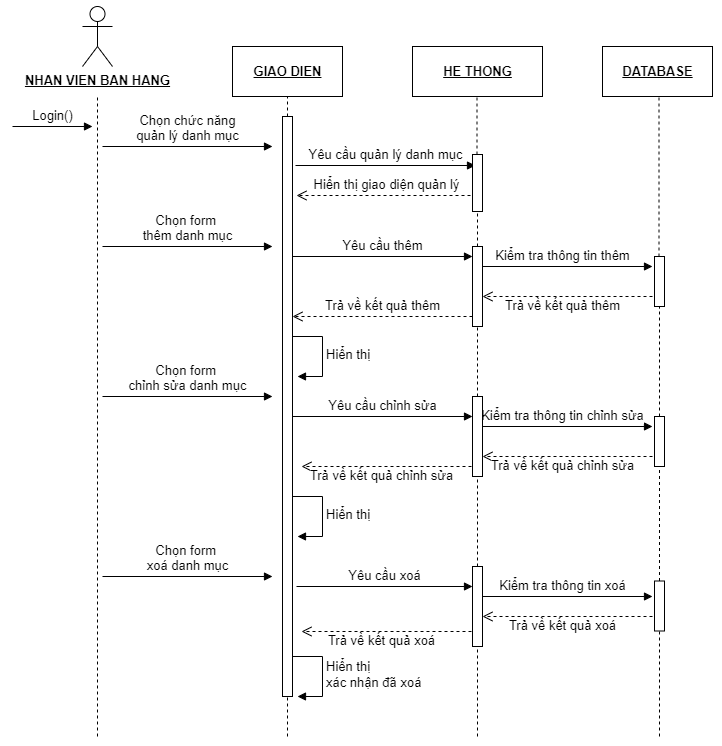 NHAN VIEN BAN HANG
GIAO DIEN
HE THONG
DATABASE
Login()
Chọn chức năng
quản lý danh mục
Yêu cầu quản lý danh mục
Hiển thị giao diện quản lý
Chọn form
thêm danh mục
Yêu cầu thêm
Kiểm tra thông tin thêm
Trả về kết quả thêm
Trả về kết quả thêm
Hiển thị
Chọn form
chỉnh sửa danh mục
Yêu cầu chỉnh sửa
Kiểm tra thông tin chỉnh sửa
Trả về kết quả chỉnh sửa
Trả về kết quả chỉnh sửa
Hiển thị
Chọn form
xoá danh mục
Yêu cầu xoá
Kiểm tra thông tin xoá
Trả về kết quả xoá
Trả về kết quả xoá
Hiển thị
xác nhận đã xoá